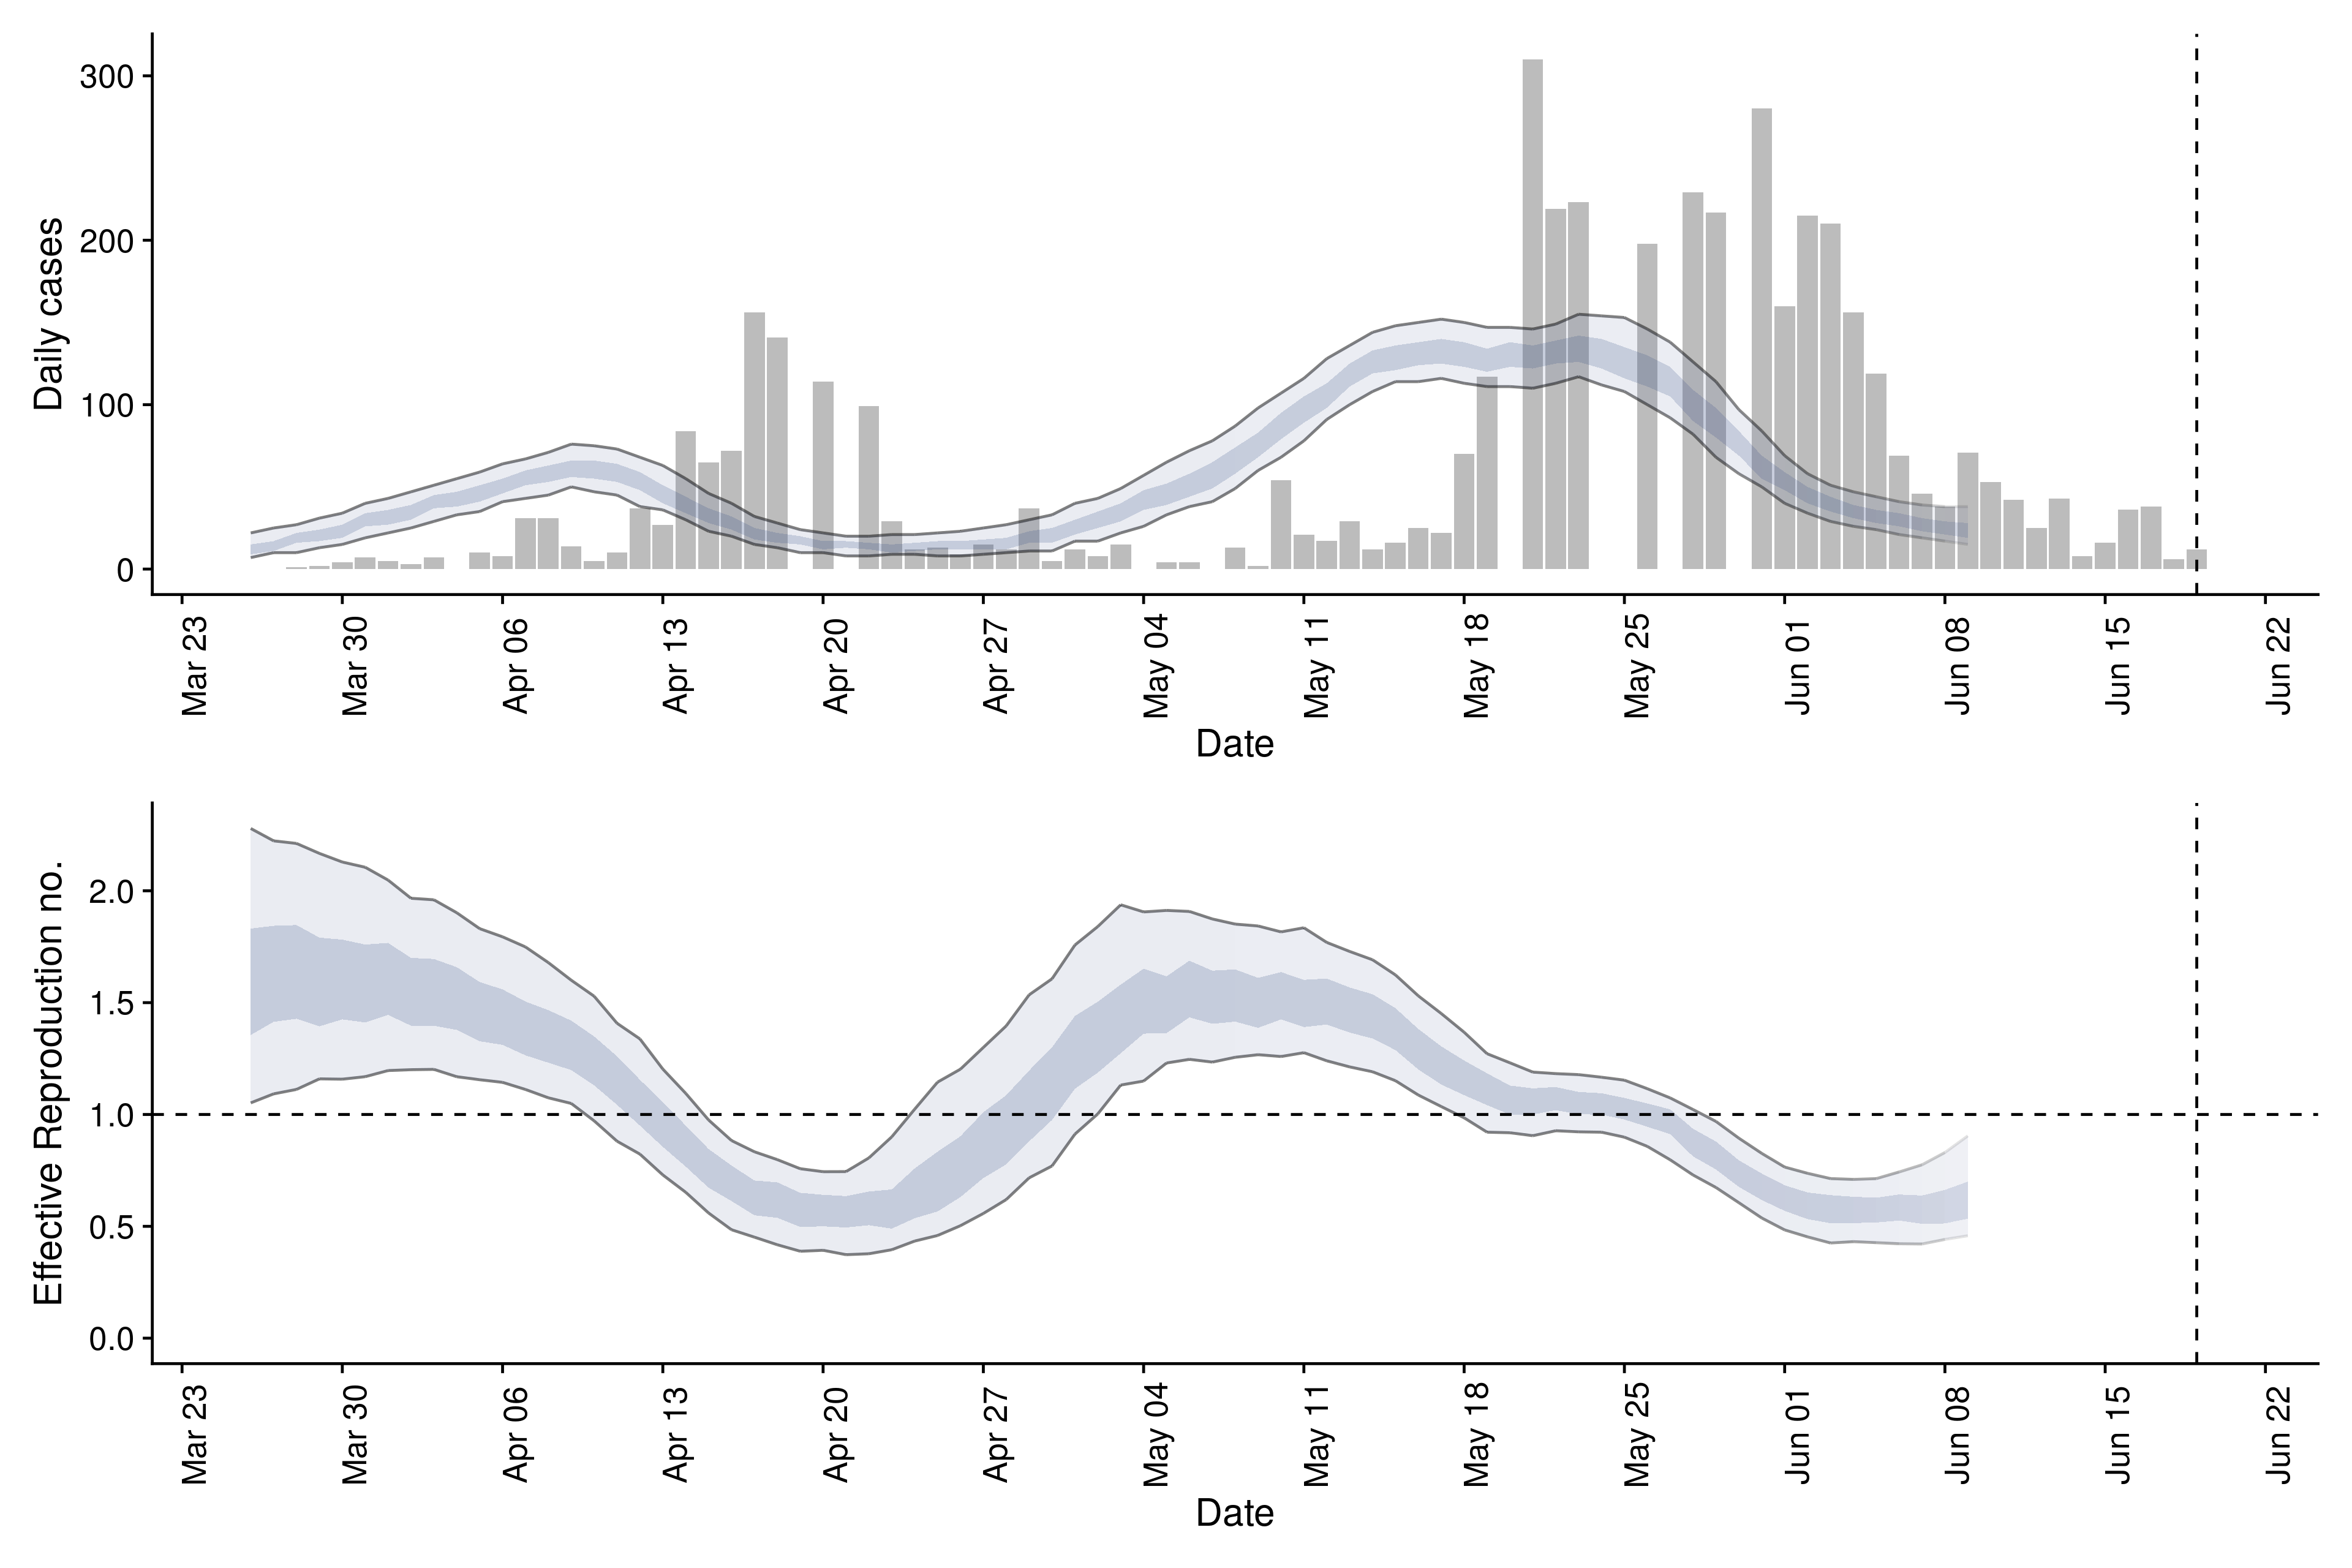 Daily cases
300
200
100
0
Mar 23
Mar 30
Apr 06
Apr 13
Apr 20
Apr 27
May 04
May 11
May 18
May 25
Jun 01
Jun 08
Jun 15
Jun 22
Date
Effective Reproduction no.
2.0
1.5
1.0
0.5
0.0
Mar 23
Mar 30
Apr 06
Apr 13
Apr 20
Apr 27
May 04
May 11
May 18
May 25
Jun 01
Jun 08
Jun 15
Jun 22
Date